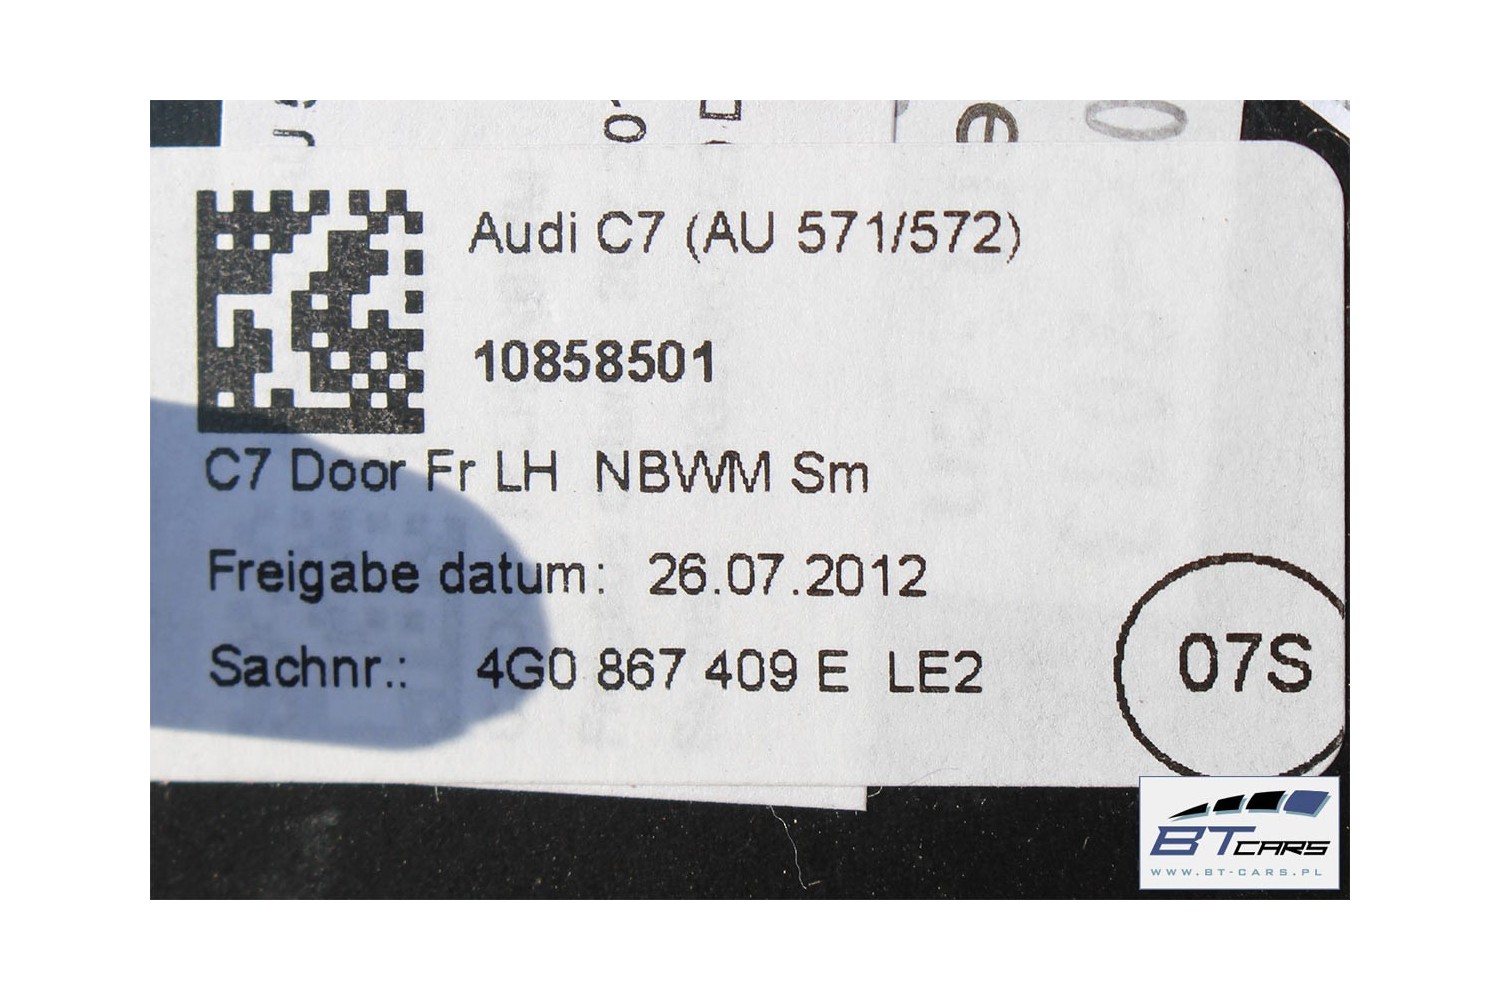 Audi C7 (AU 571/572)
10858501
C7 Door Fr LH NBWM Sm
Freigabe datum: 26.07.2012
Sachnr.: 4G0 867 409 E LE2
07S
BT CARS
WWW.BT-CARS.PL